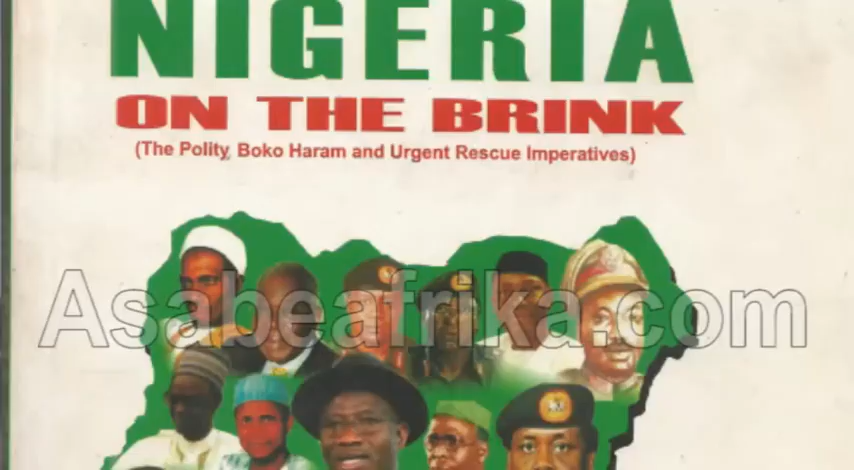 NIGERIA
ON THE BRINK
(The Polity, Boko Haram and Urgent Rescue Imperatives)
Asabeafrika.com